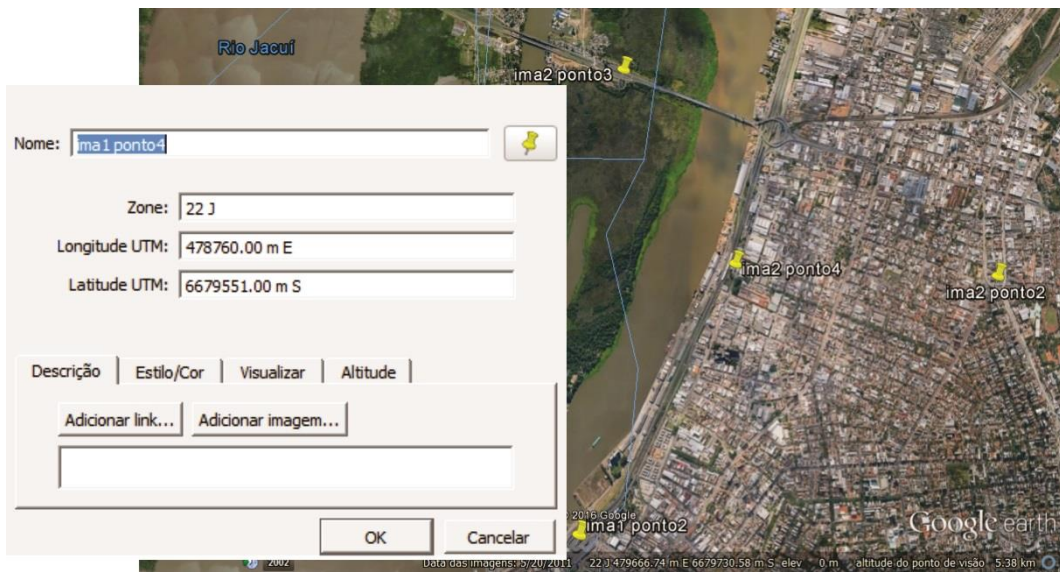 Rio Jacuí
ima2 ponto3
Nome: ima1 ponto4
Zone: 22 J
Longitude UTM: 478760.00 m E
Latitude UTM: 6679551.00 m S
Descrição Estilo/Cor Visualizar Altitude
Adicionar link... Adicionar imagem...
OK Cancelar
ima2 ponto4
ima2 ponto2
© 2016 Google
ima1 ponto2
Google earth
2002 Data das imagens: 5/20/2011 22 J 479666.74 m E 6679730.58 m S elev 0 m altitude do ponto de visão 5.38 km